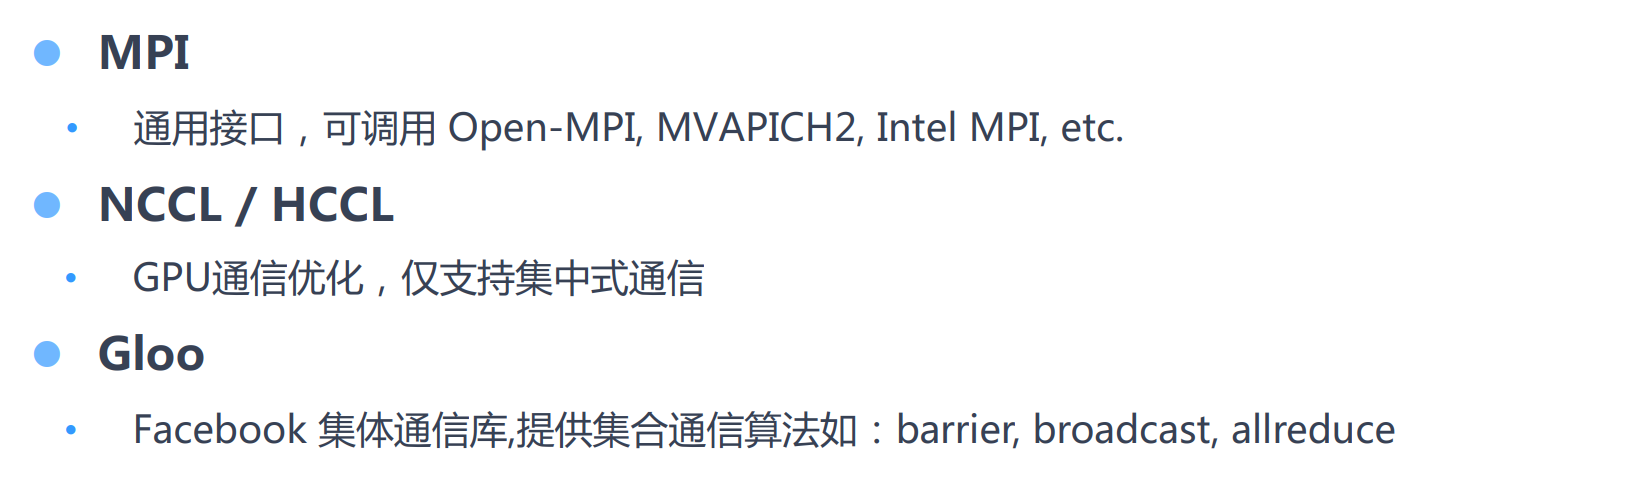 MPI
通用接口，可调用 Open-MPI, MVAPICH2, Intel MPI, etc.
NCCL / HCCL
GPU通信优化，仅支持集中式通信
Gloo
Facebook 集体通信库,提供集合通信算法如：barrier, broadcast, allreduce